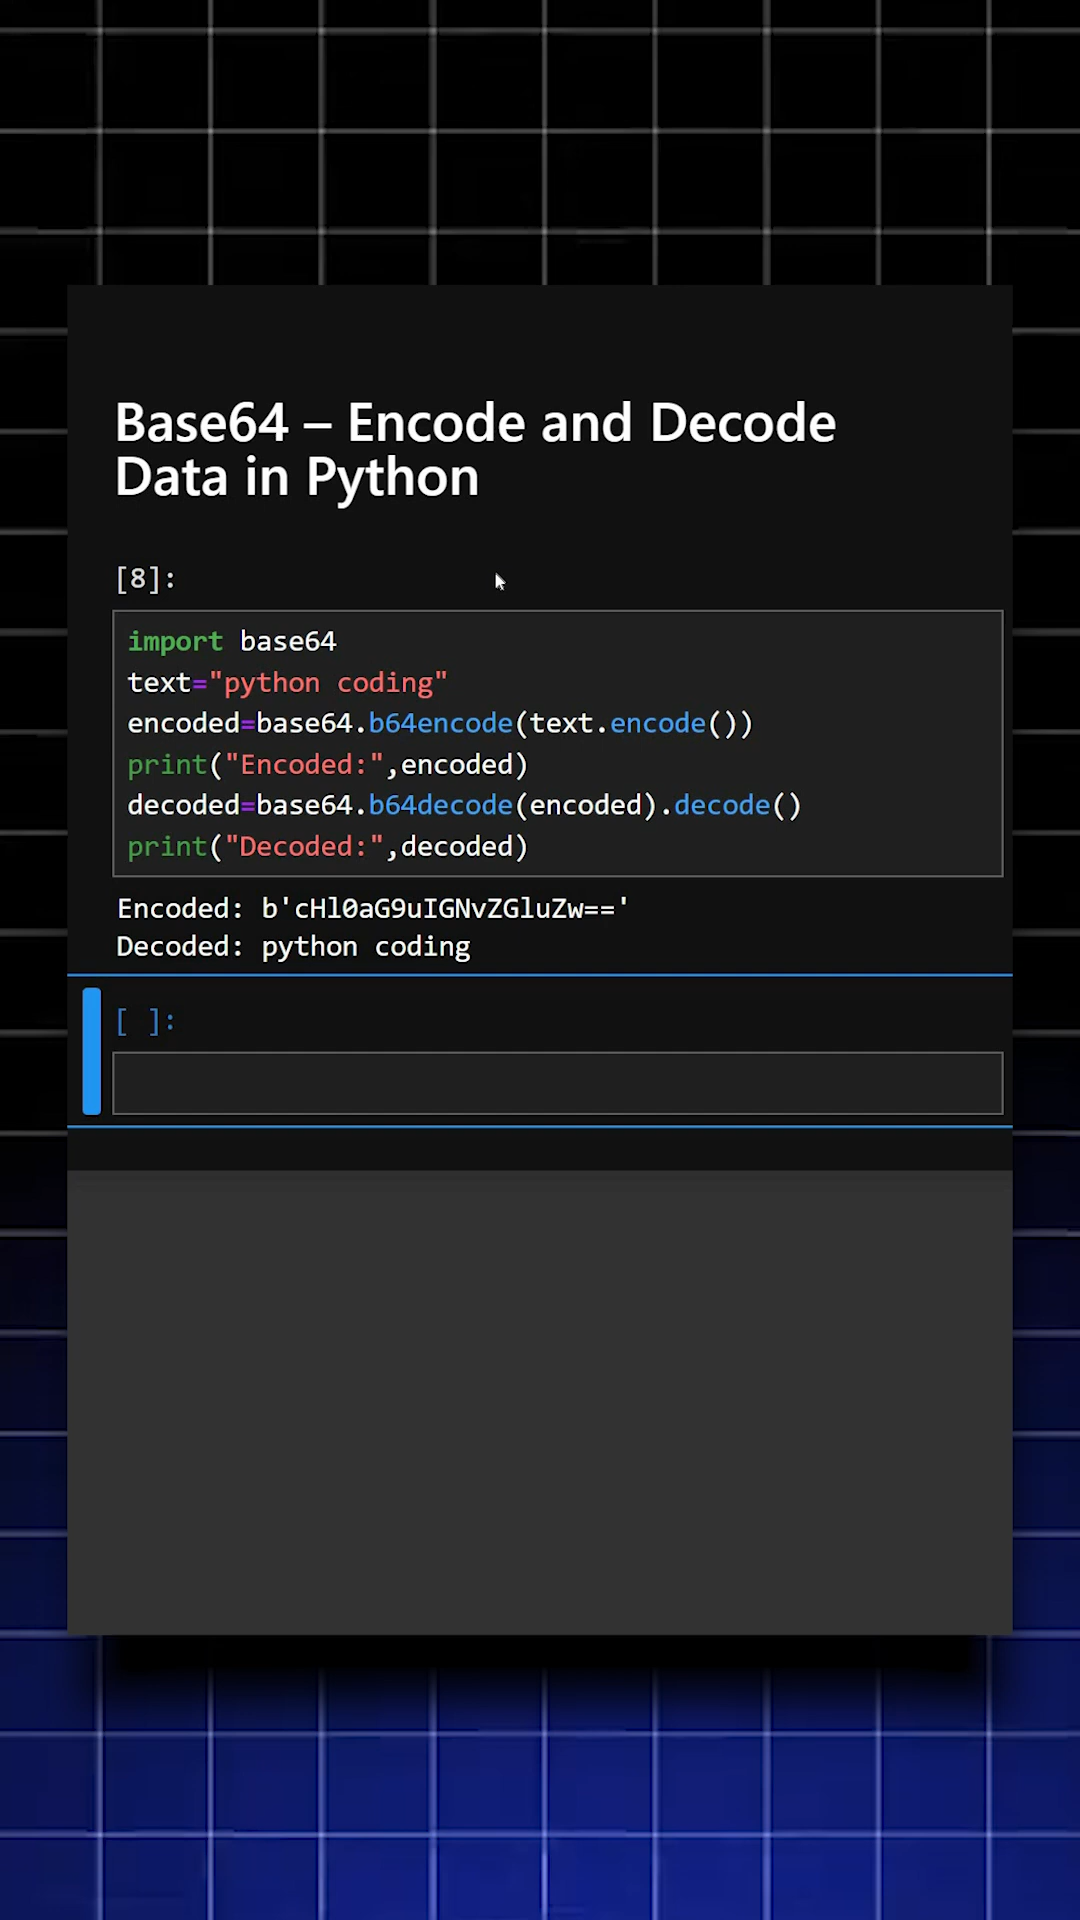 Base64 – Encode and Decode
Data in Python
[8]:
import base64
text="python coding"
encoded=base64.b64encode(text.encode())
print("Encoded:",encoded)
decoded=base64.b64decode(encoded).decode()
print("Decoded:",decoded)
Encoded: b'cHl0aG9uIGNvZGluZw=='
Decoded: python coding
[ ]: